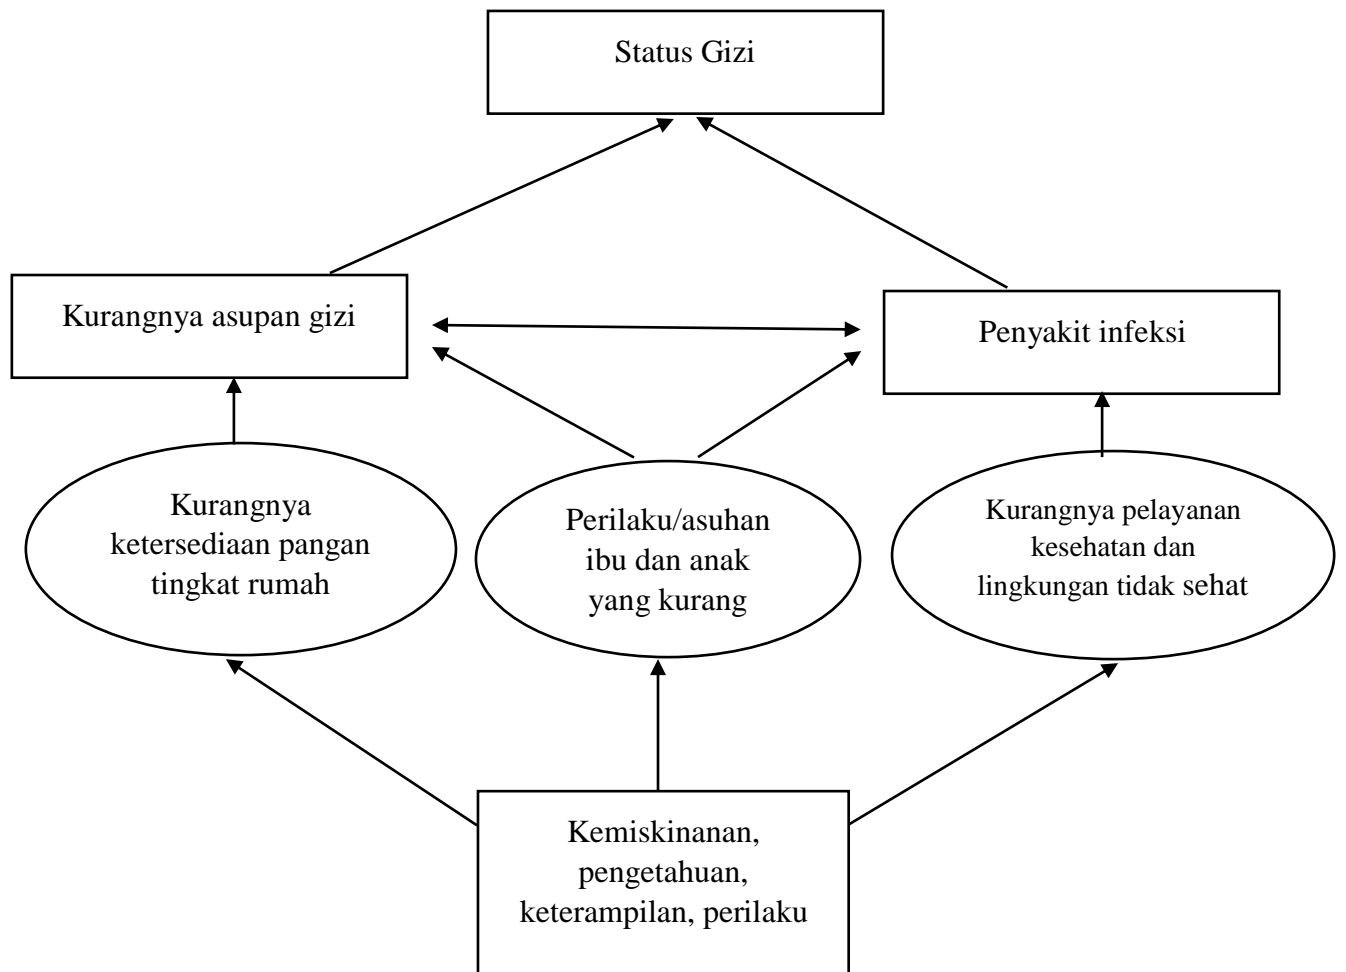 Status Gizi
Kurangnya asupan gizi
Penyakit infeksi
Kurangnya
ketersediaan pangan
tingkat rumah
Perilaku/asuhan
ibu dan anak
yang kurang
Kurangnya pelayanan
kesehatan dan
lingkungan tidak sehat
Kemiskinanan,
pengetahuan,
keterampilan, perilaku